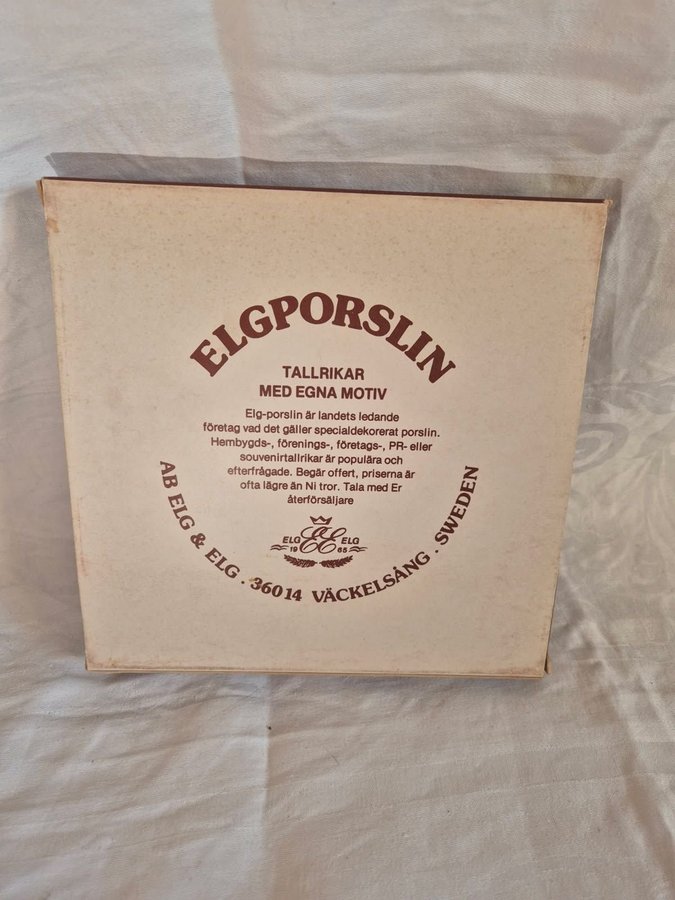 ELGPORSLIN
TALLRIKAR
MED EGNA MOTIV
Elg-porslin är landets ledande
företag vad det gäller specialdekorerat porslin.
Hembygds-, förenings-, företags-, PR- eller
souvenirtallrikar är populära och
efterfrågade. Begär offert, priserna är
ofta lägre än Ni tror. Tala med Er
återförsäljare
ELG EE ELG
19 65
AB ELG & ELG . 36014 VÄCKELSÅNG . SWEDEN